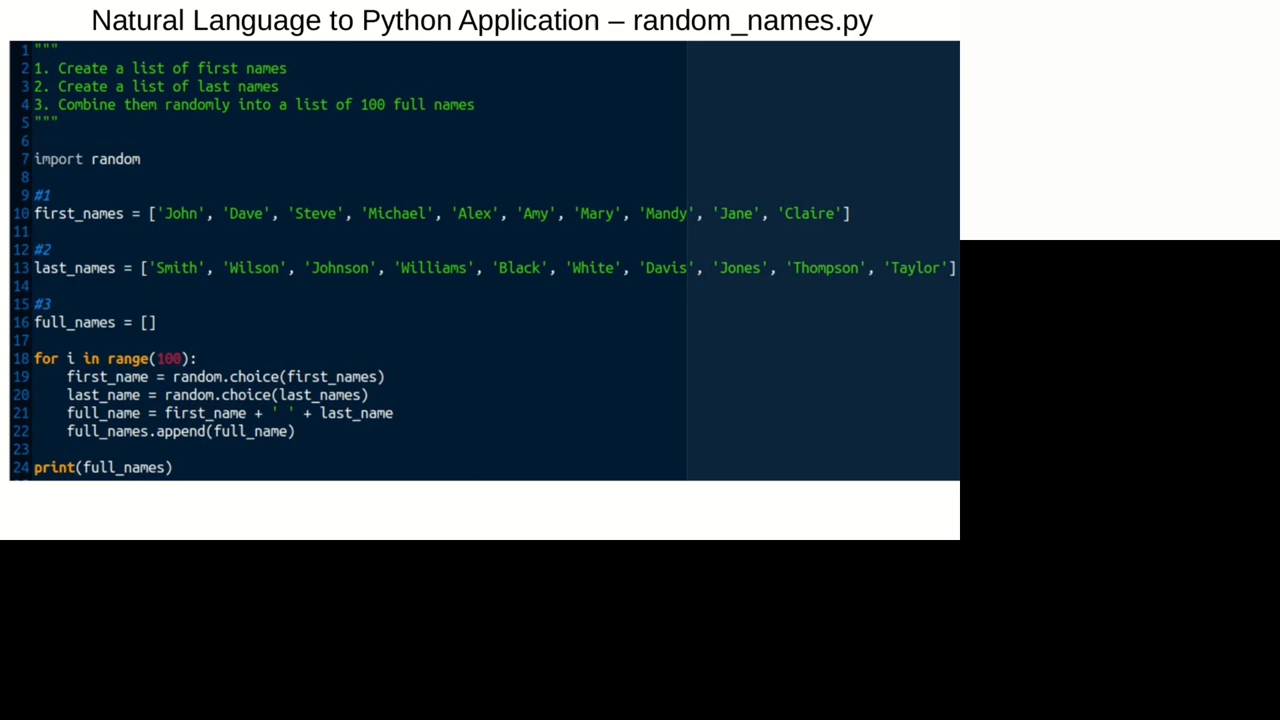 Natural Language to Python Application – random_names.py
1 """
2 1. Create a list of first names
3 2. Create a list of last names
4 3. Combine them randomly into a list of 100 full names
5 """
6
7 import random
8
9 #1
10 first_names = ['John', 'Dave', 'Steve', 'Michael', 'Alex', 'Amy', 'Mary', 'Mandy', 'Jane', 'Claire']
11
12 #2
13 last_names = ['Smith', 'Wilson', 'Johnson', 'Williams', 'Black', 'White', 'Davis', 'Jones', 'Thompson', 'Taylor']
14
15 #3
16 full_names = []
17
18 for i in range(100):
19     first_name = random.choice(first_names)
20     last_name = random.choice(last_names)
21     full_name = first_name + ' ' + last_name
22     full_names.append(full_name)
23
24 print(full_names)